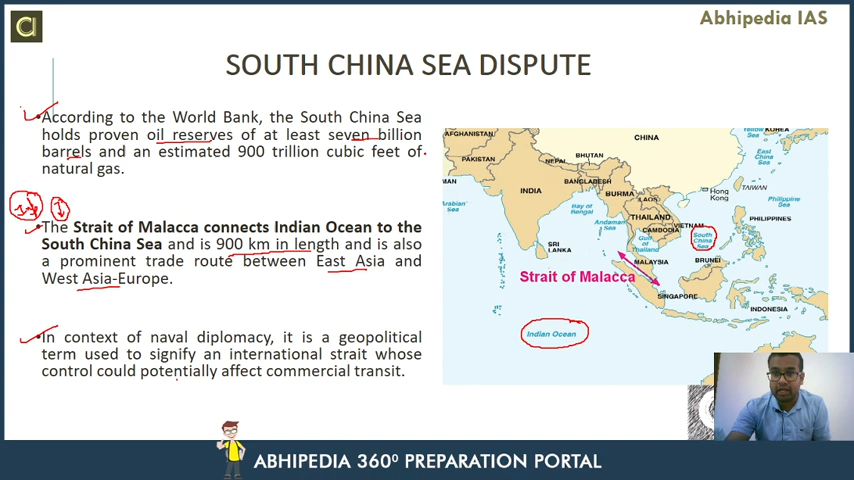 a
Abhipedia IAS
SOUTH CHINA SEA DISPUTE
•According to the World Bank, the South China Sea
holds proven oil reserves of at least seven billion
barrels and an estimated 900 trillion cubic feet of
natural gas.
•The Strait of Malacca connects Indian Ocean to the
South China Sea and is 900 km in length and is also
a prominent trade route between East Asia and
West Asia-Europe.
•In context of naval diplomacy, it is a geopolitical
term used to signify an international strait whose
control could potentially affect commercial transit.
AFGHANISTAN
PAKISTAN
MAN
Arabian
Sea
NEPAL
BHUTAN
BANGLADESH
INDIA
Bay of
Bengal
SRI
LANKA
CHINA
BURMA
LAOS
THAILAND
CAMBODIA
VIETNAM
Andaman
Sea
Gulf
of
Thailand
South
China
Sea
Hong
Kong
TAIWAN
Yellow
Sea
KOREA
East
China
Sea
Philippine
Sea
PHILIPPINES
BRUNEI
MALAYSIA
SINGAPORE
INDONESIA
Strait of Malacca
Indian Ocean
ABHIPEDIA 360⁰ PREPARATION PORTAL